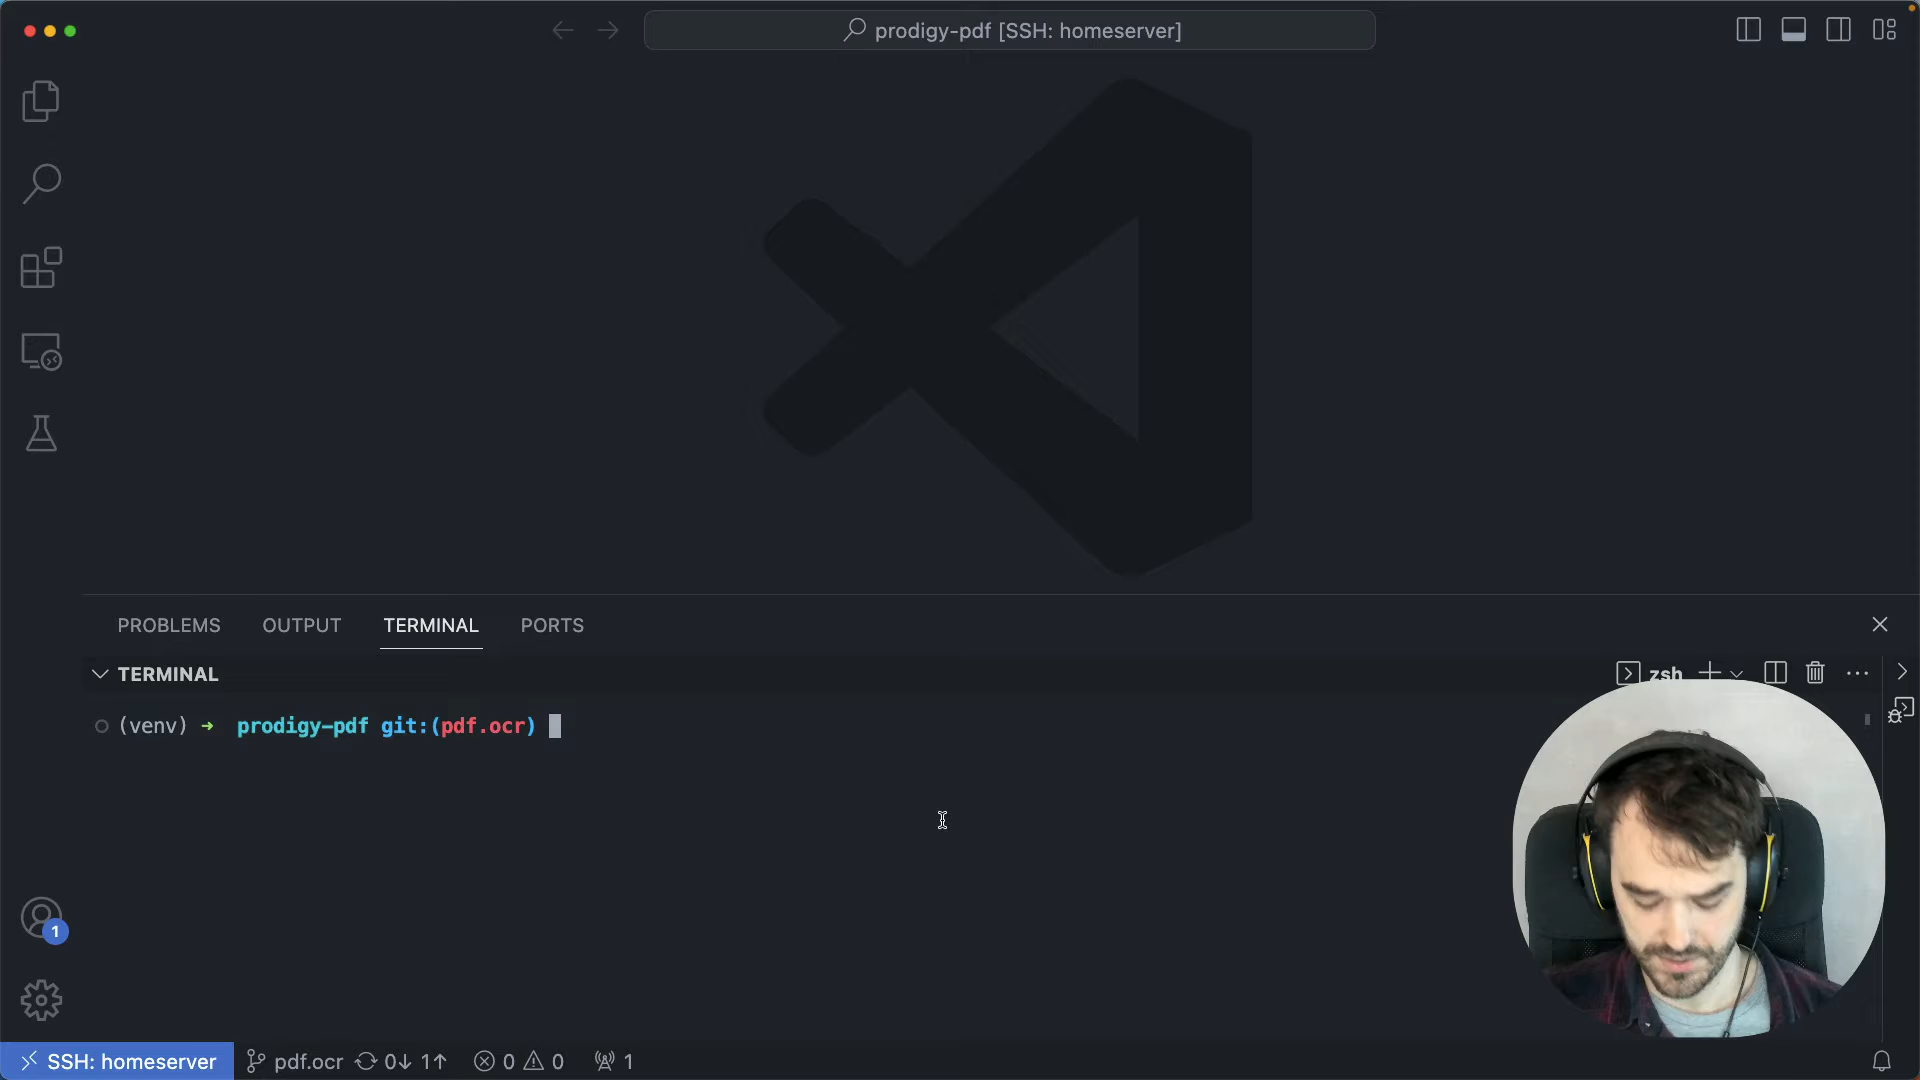 prodigy-pdf [SSH: homeserver]
PROBLEMS OUTPUT TERMINAL PORTS
TERMINAL
zsh
(venv) → prodigy-pdf git:(pdf.ocr)
1
SSH: homeserver pdf.ocr 0↓ 1↑ 0 0 1